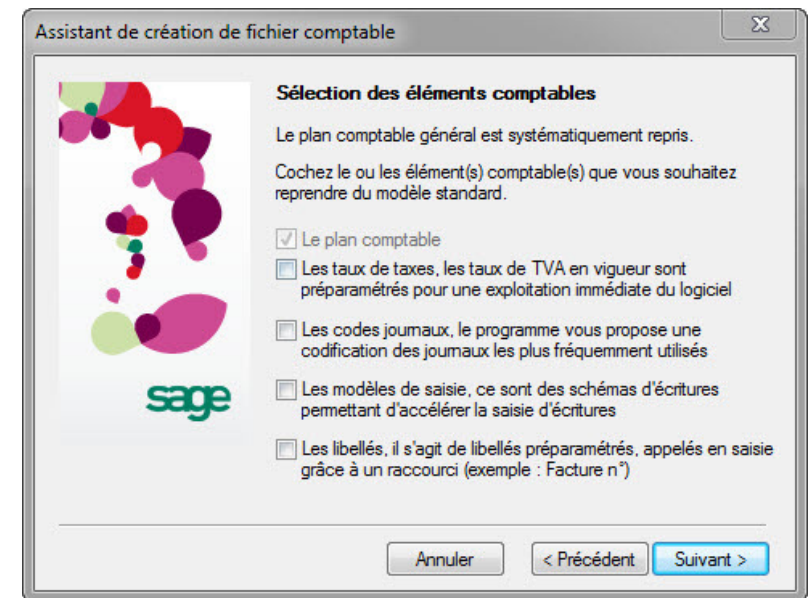 Assistant de création de fichier comptable
Sélection des éléments comptables
Le plan comptable général est systématiquement repris.
Cochez le ou les élément(s) comptable(s) que vous souhaitez
reprendre du modèle standard.
Le plan comptable
Les taux de taxes, les taux de TVA en vigueur sont
préparamétrés pour une exploitation immédiate du logiciel
Les codes journaux, le programme vous propose une
codification des journaux les plus fréquemment utilisés
Les modèles de saisie, ce sont des schémas d'écritures
permettant d'accélérer la saisie d'écritures
Les libellés, il s'agit de libellés préparamétrés, appelés en saisie
grâce à un raccourci (exemple : Facture n°)
sage
Annuler
< Précédent
Suivant >